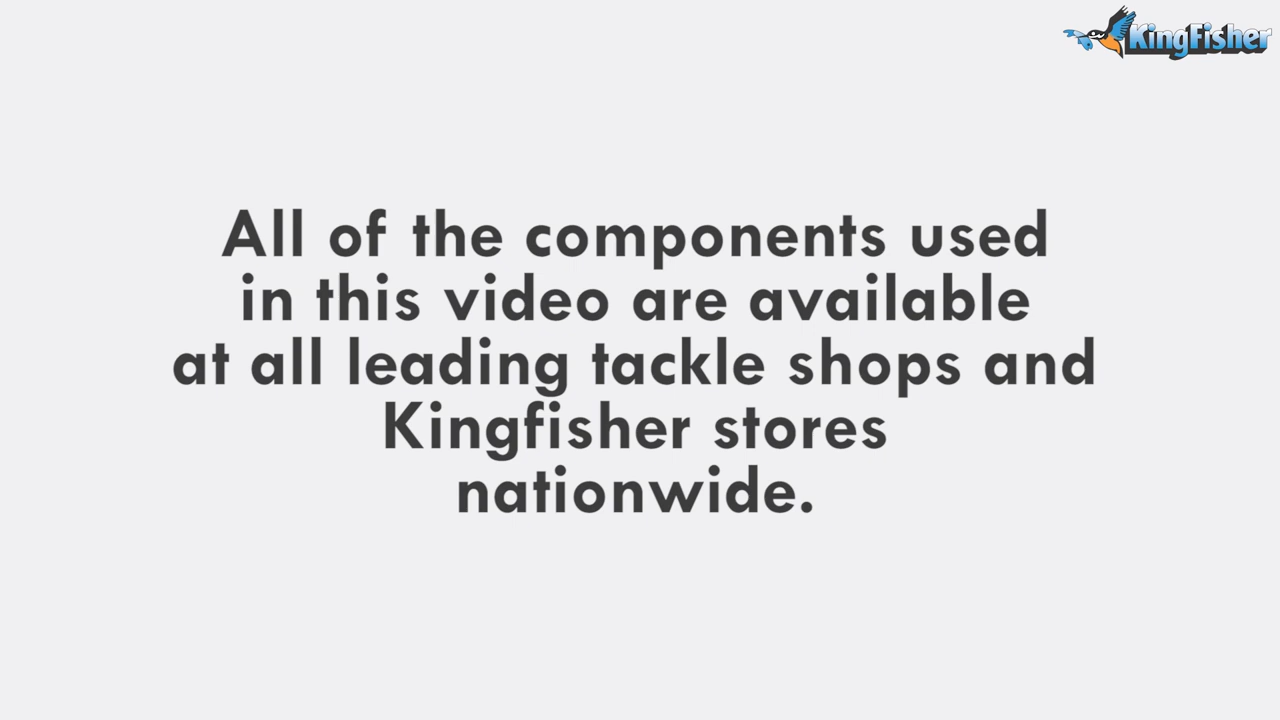 KingFisher
All of the components used
in this video are available
at all leading tackle shops and
Kingfisher stores
nationwide.